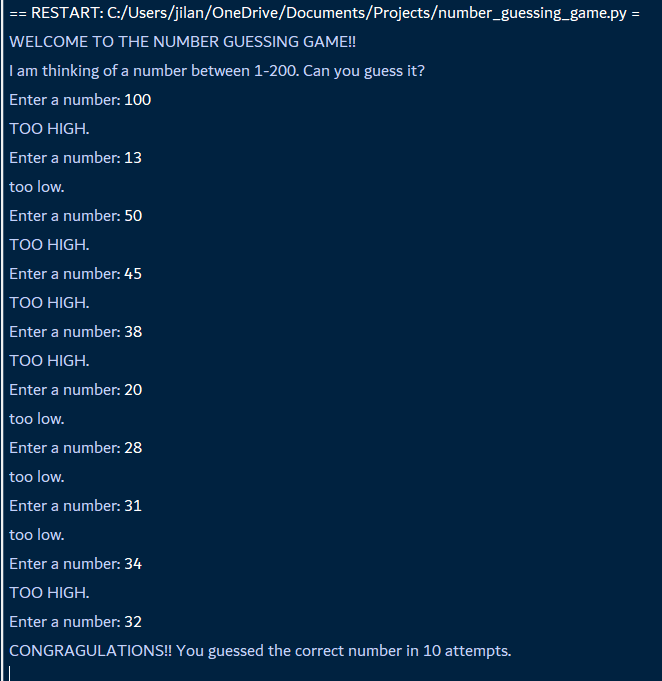 == RESTART: C:/Users/jilan/OneDrive/Documents/Projects/number_guessing_game.py =
WELCOME TO THE NUMBER GUESSING GAME!!
I am thinking of a number between 1-200. Can you guess it?
Enter a number: 100
TOO HIGH.
Enter a number: 13
too low.
Enter a number: 50
TOO HIGH.
Enter a number: 45
TOO HIGH.
Enter a number: 38
TOO HIGH.
Enter a number: 20
too low.
Enter a number: 28
too low.
Enter a number: 31
too low.
Enter a number: 34
TOO HIGH.
Enter a number: 32
CONGRAGULATIONS!! You guessed the correct number in 10 attempts.